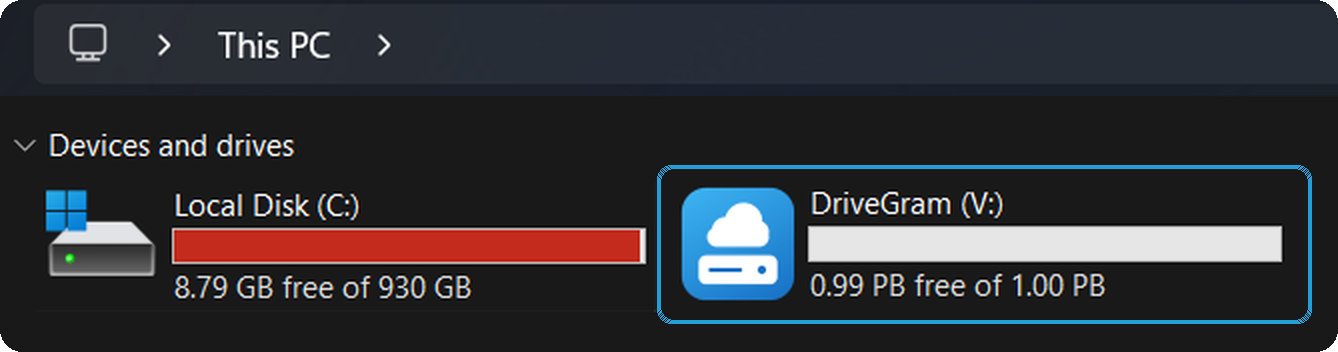 This PC
Devices and drives
Local Disk (C:)
8.79 GB free of 930 GB
DriveGram (V:)
0.99 PB free of 1.00 PB